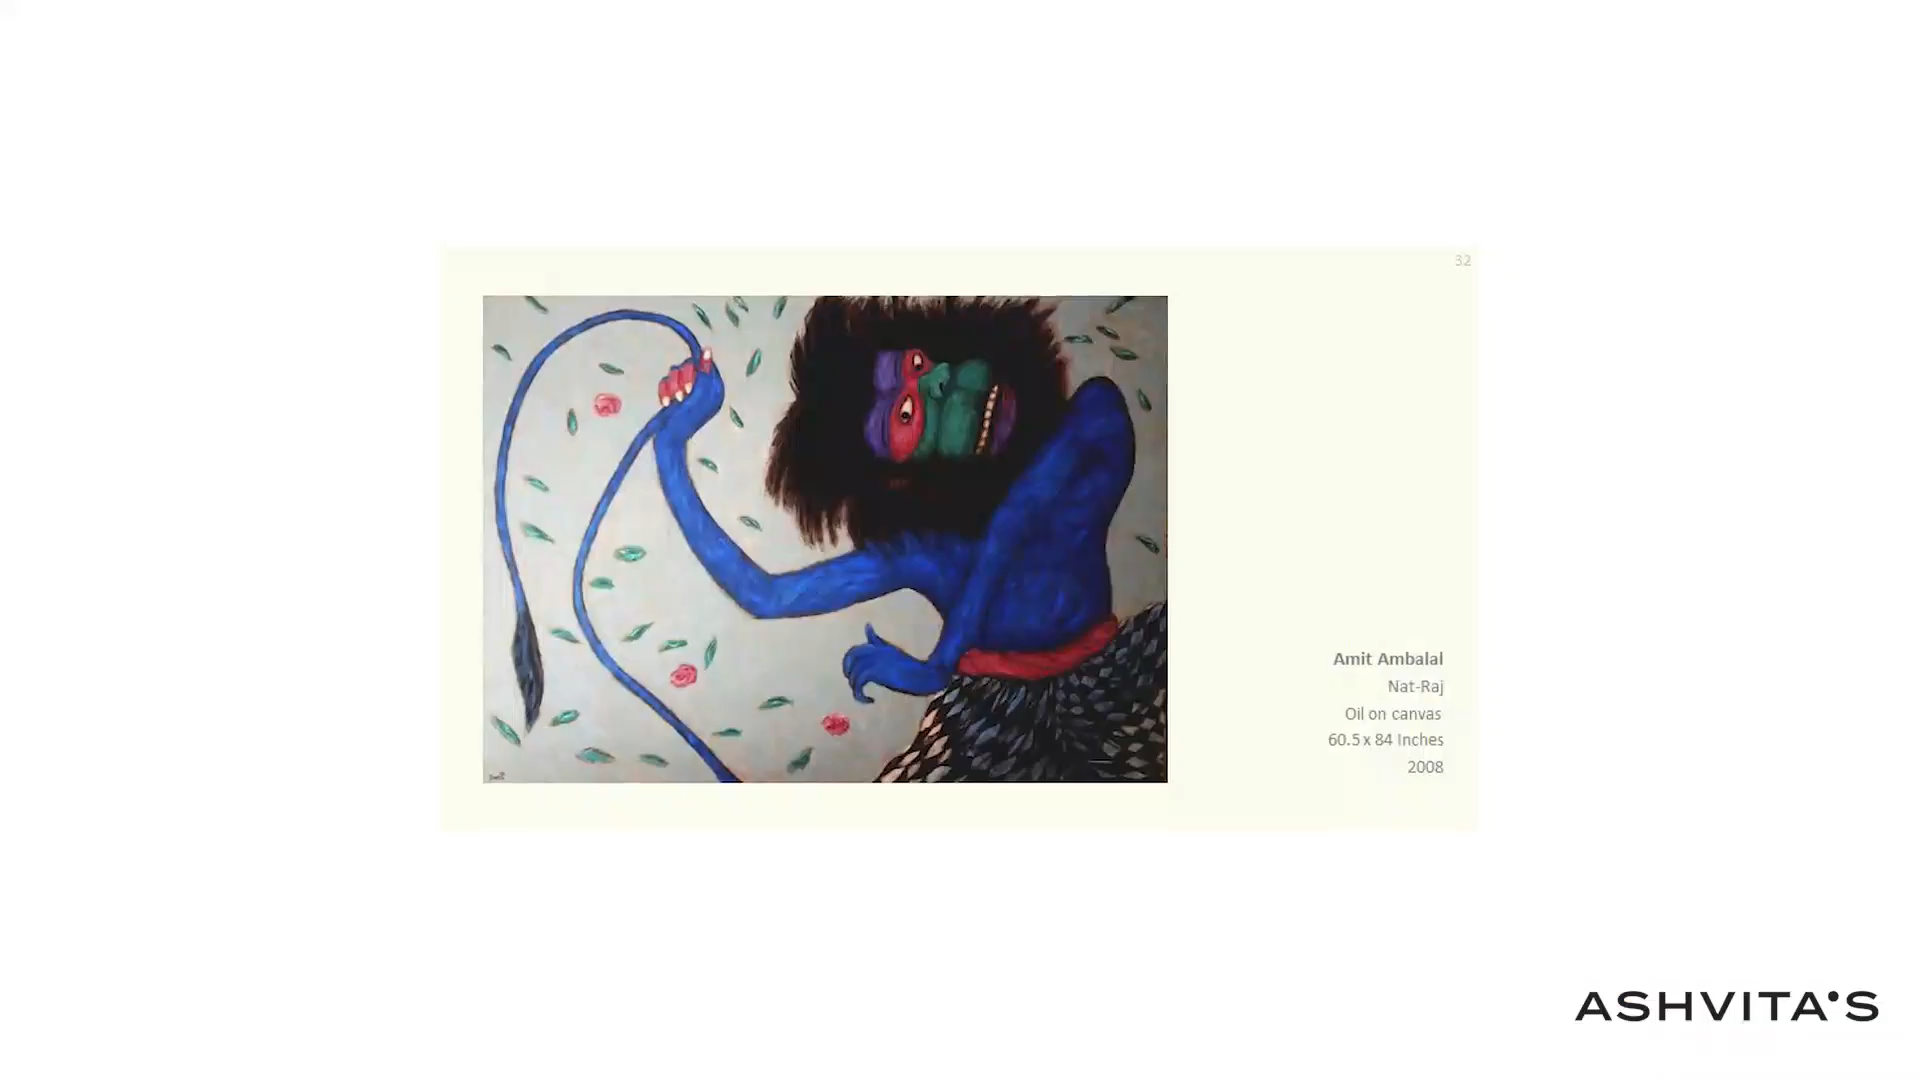 32
Amit Ambalal
Nat-Raj
Oil on canvas
60.5 x 84 Inches
2008
ASHVITA'S